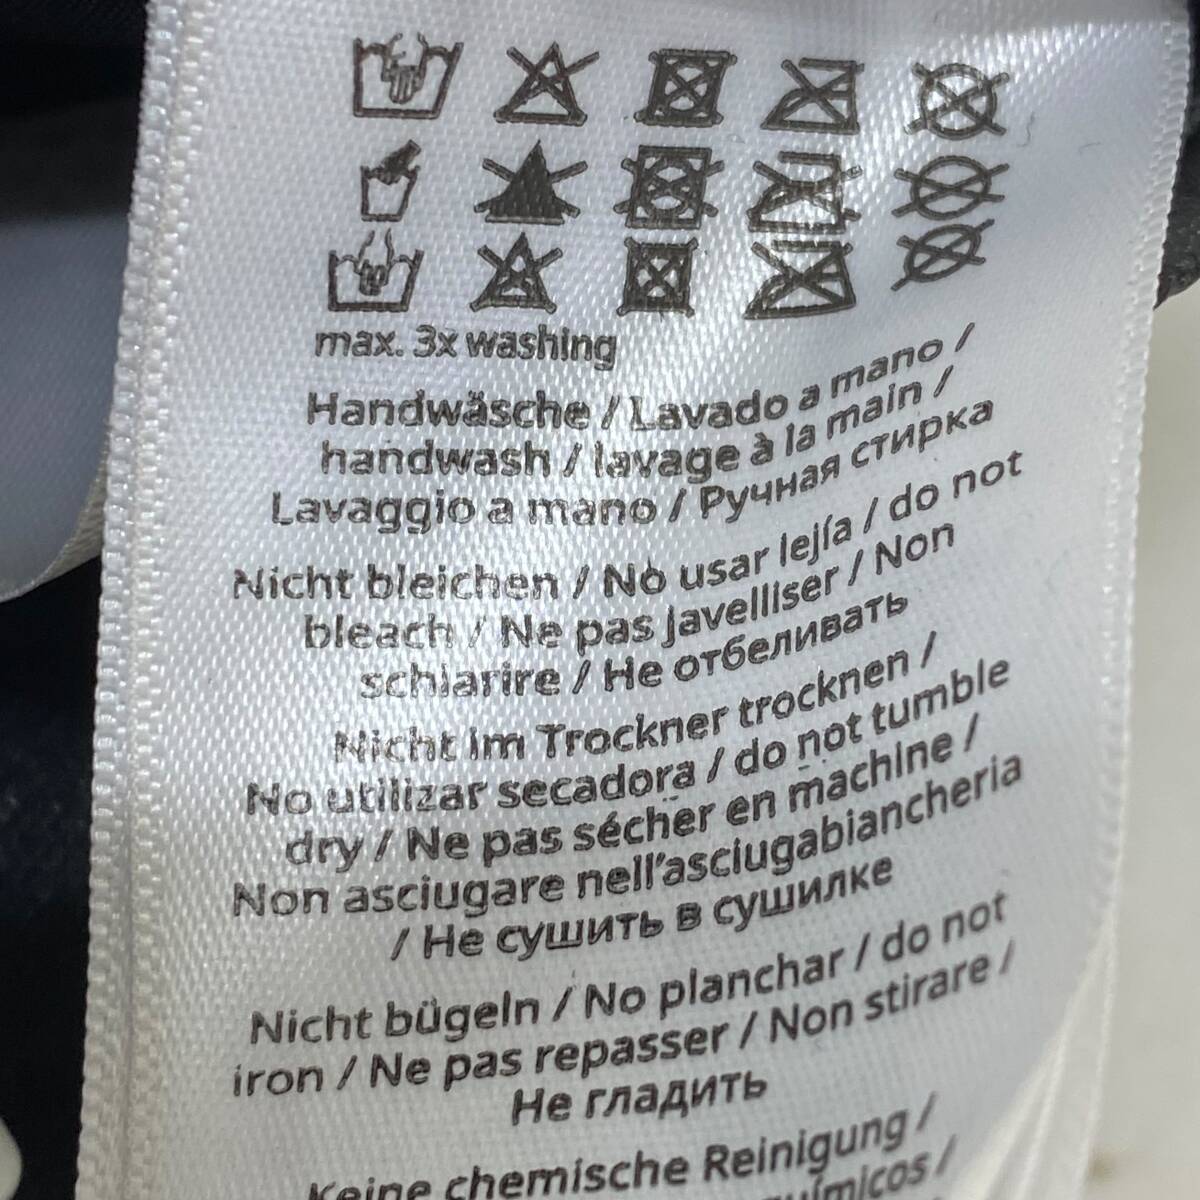 max. 3x washing
Handwäsche / Lavado a mano /
handwash / lavage à la main /
Lavaggio a mano / Ручная стирка
Nicht bleichen / No usar lejía / do not
bleach / Ne pas javelliser / Non
schiarire / Не отбеливать
Nicht im Trockner trocknen /
No utilizar secadora / do not tumble
dry / Ne pas sécher en machine /
Non asciugare nell'asciugabiancheria
/ Не сушить в сушилке
Nicht bügeln / No planchar / do not
iron / Ne pas repasser / Non stirare /
Не гладить
Keine chemische Reinigung /